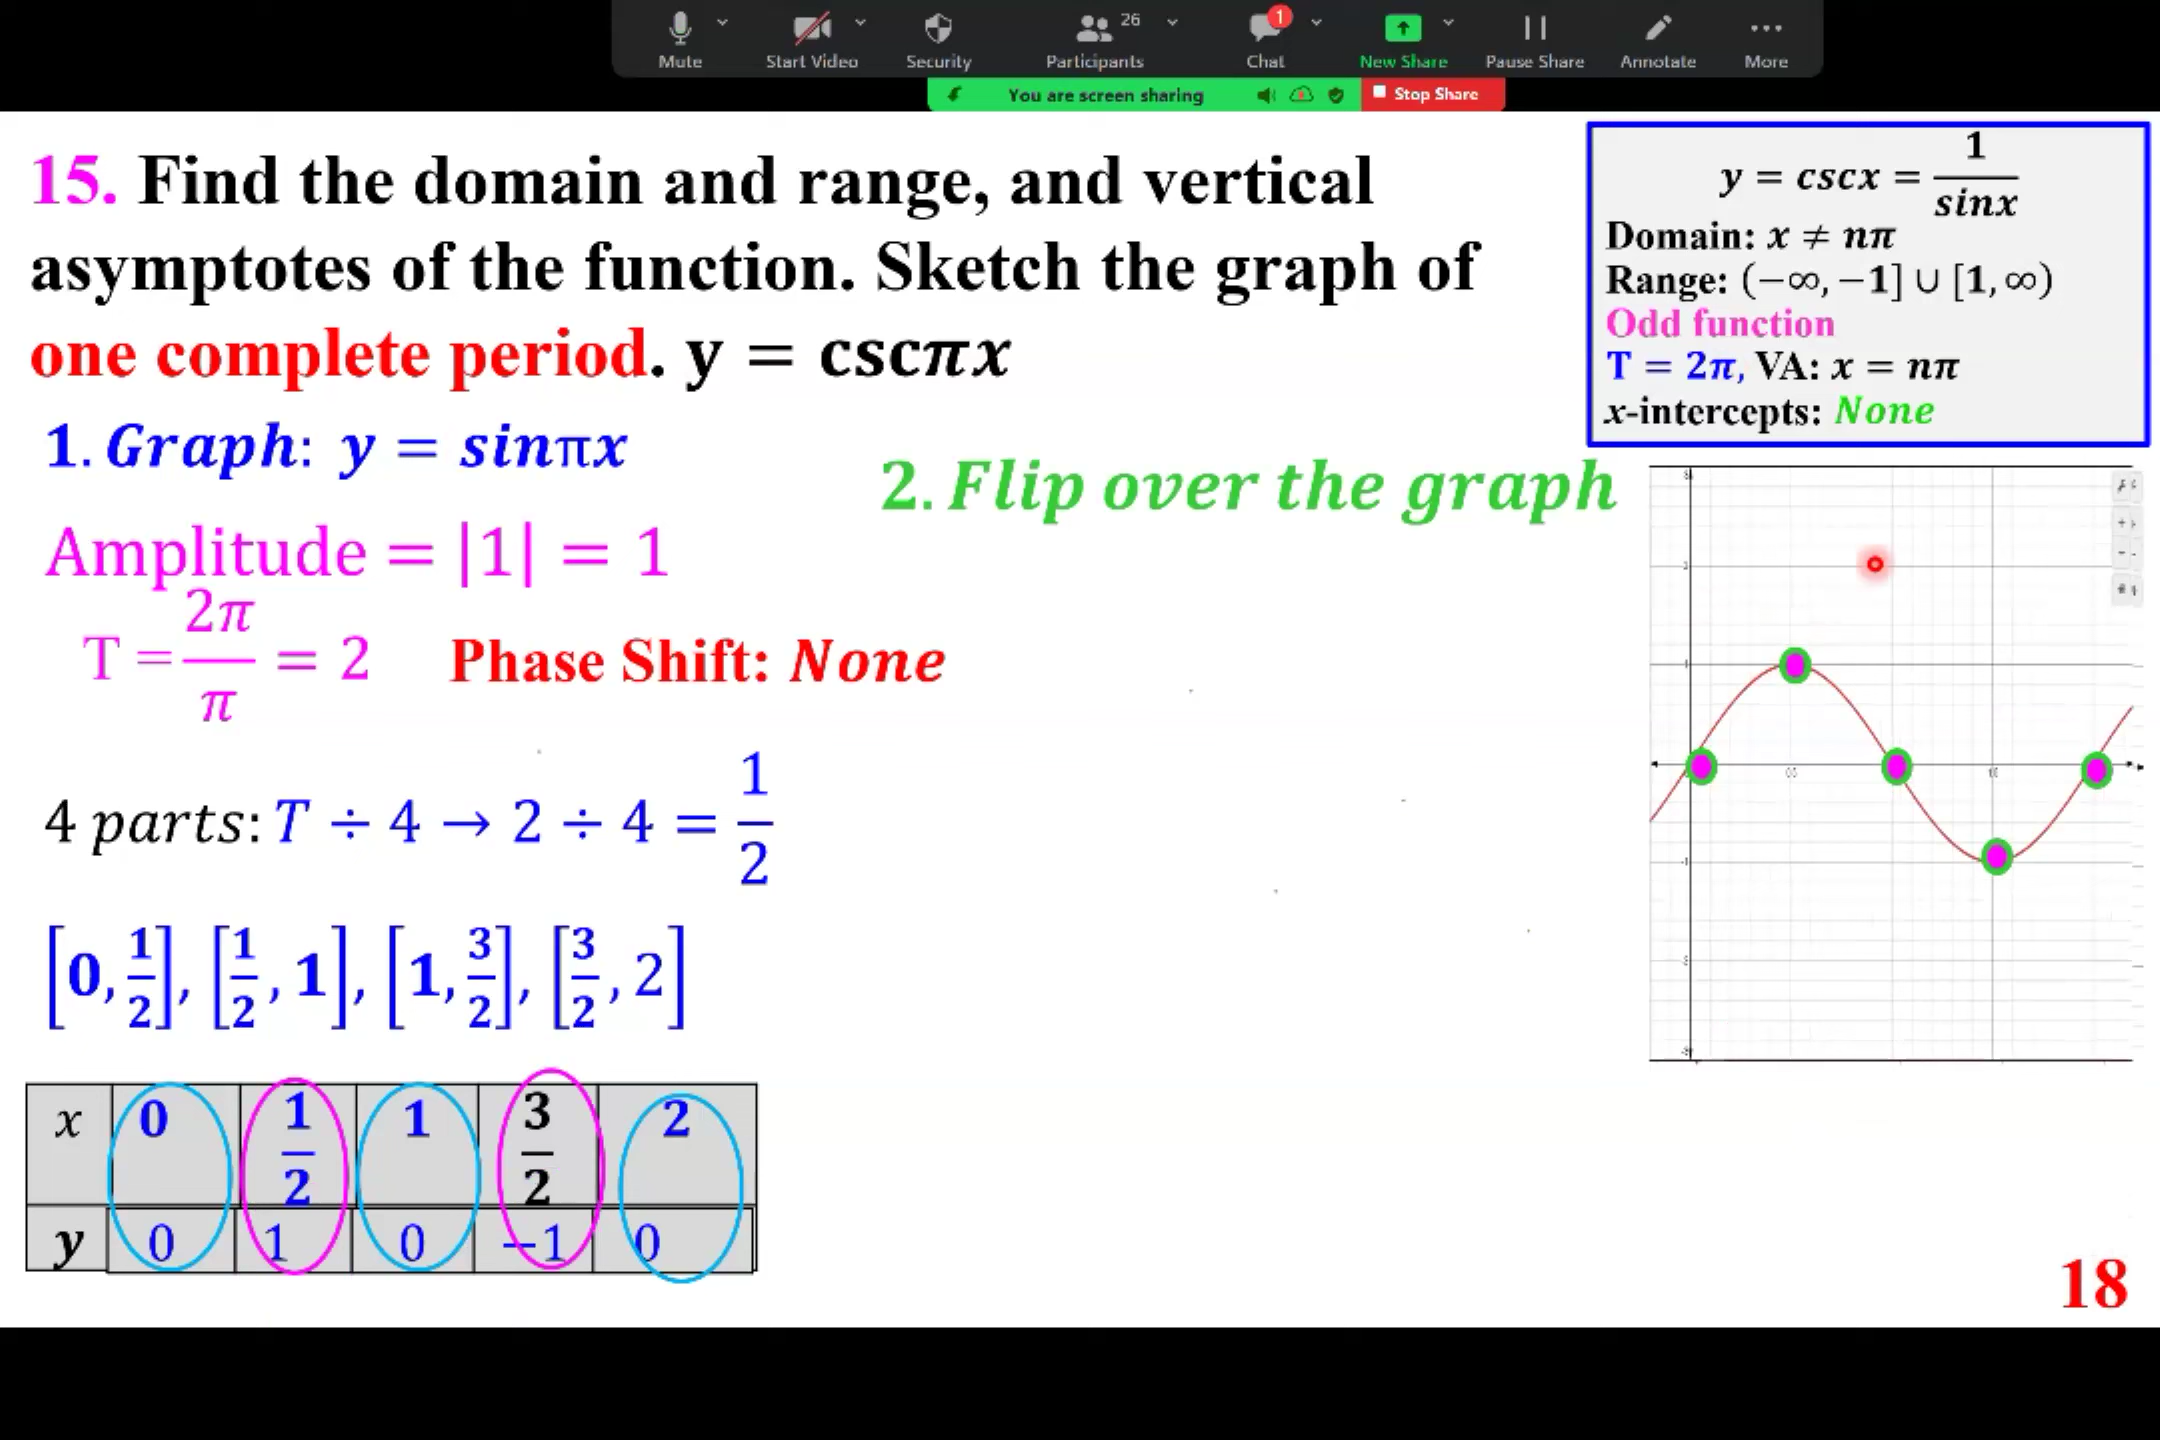 Mute
Start Video
Security
Participants 26
Chat 1
New Share
Pause Share
Annotate
More
You are screen sharing
Stop Share
15. Find the domain and range, and vertical
asymptotes of the function. Sketch the graph of
one complete period. y = cscπx
1. Graph: y = sinπx
Amplitude = |1| = 1
T = 2π/π = 2 Phase Shift: None
4 parts: T ÷ 4 → 2 ÷ 4 = 1/2
[0, 1/2], [1/2, 1], [1, 3/2], [3/2, 2]
x 0 1/2 1 3/2 2
y 0 1 0 −1 0
2. Flip over the graph
y = cscx = 1/sinx
Domain: x ≠ nπ
Range: (−∞, −1] ∪ [1, ∞)
Odd function
T = 2π, VA: x = nπ
x-intercepts: None
18